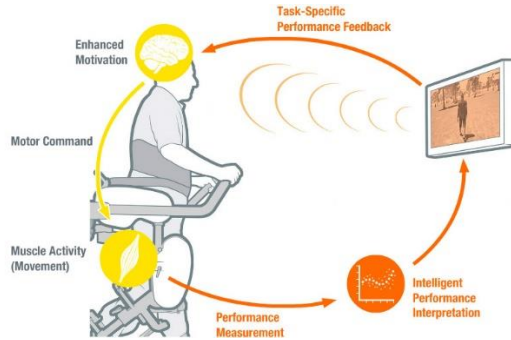 Task-Specific
Performance Feedback
Enhanced
Motivation
Motor Command
Muscle Activity
(Movement)
Performance
Measurement
Intelligent
Performance
Interpretation